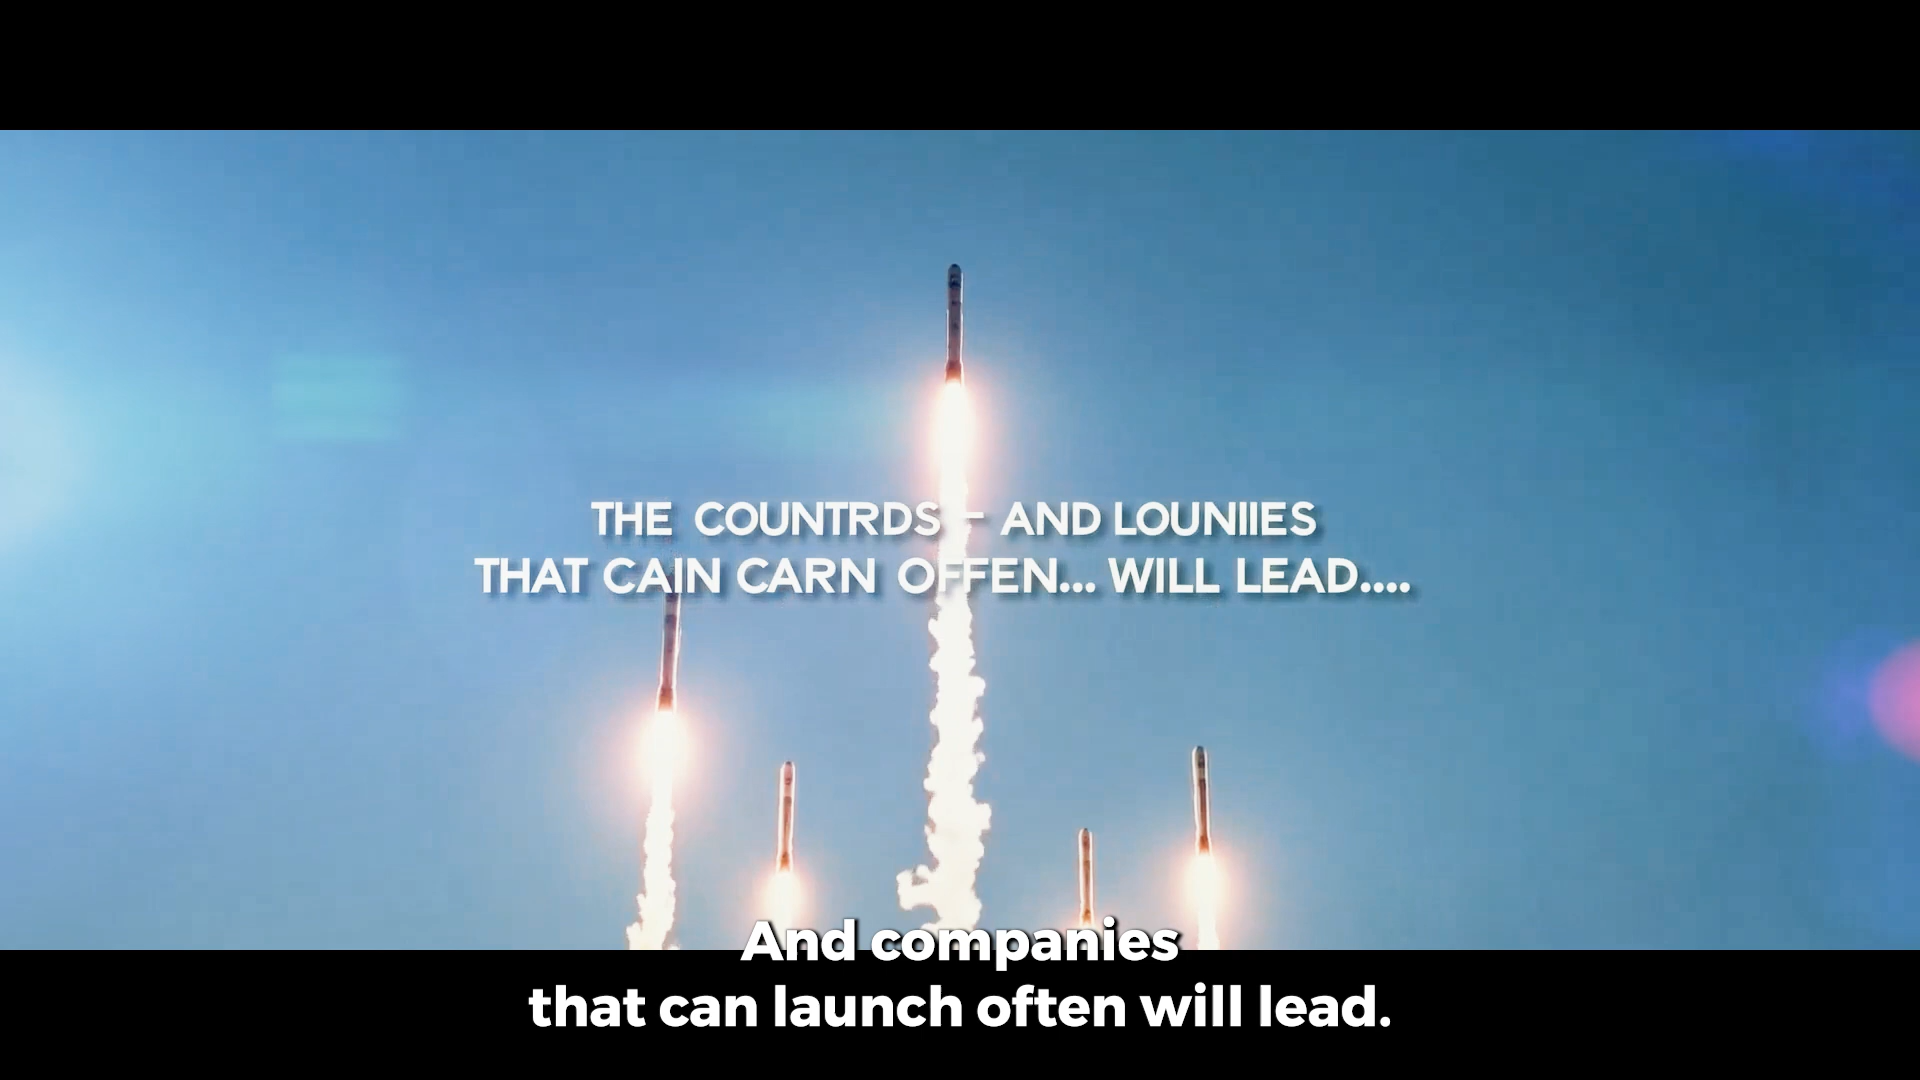 THE COUNTRDS - AND LOUNIIES
THAT CAIN CARN OFFEN... WILL LEAD....
And companies
that can launch often will lead.